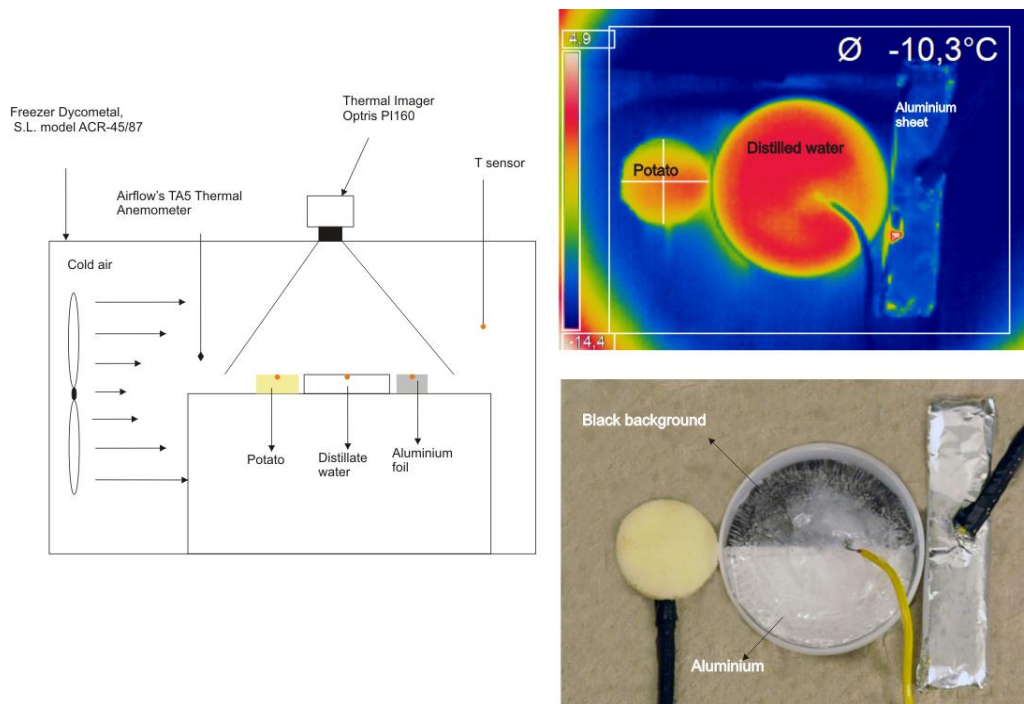 Freezer Dycometal,
S.L. model ACR-45/87
Thermal Imager
Optris PI160
T sensor
Airflow's TA5 Thermal
Anemometer
Cold air
Potato
Distillate
water
Aluminium
foil
4,9
Ø -10,3°C
Aluminium
sheet
Distilled water
Potato
-14,4
Black background
Aluminium